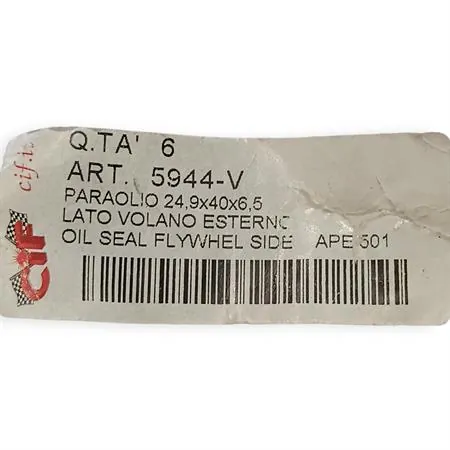 Q.TA' 6
ART. 5944-V
PARAOLIO 24,9x40x6,5
LATO VOLANO ESTERNO
OIL SEAL FLYWHEL SIDE APE 501
cif.it
CIF